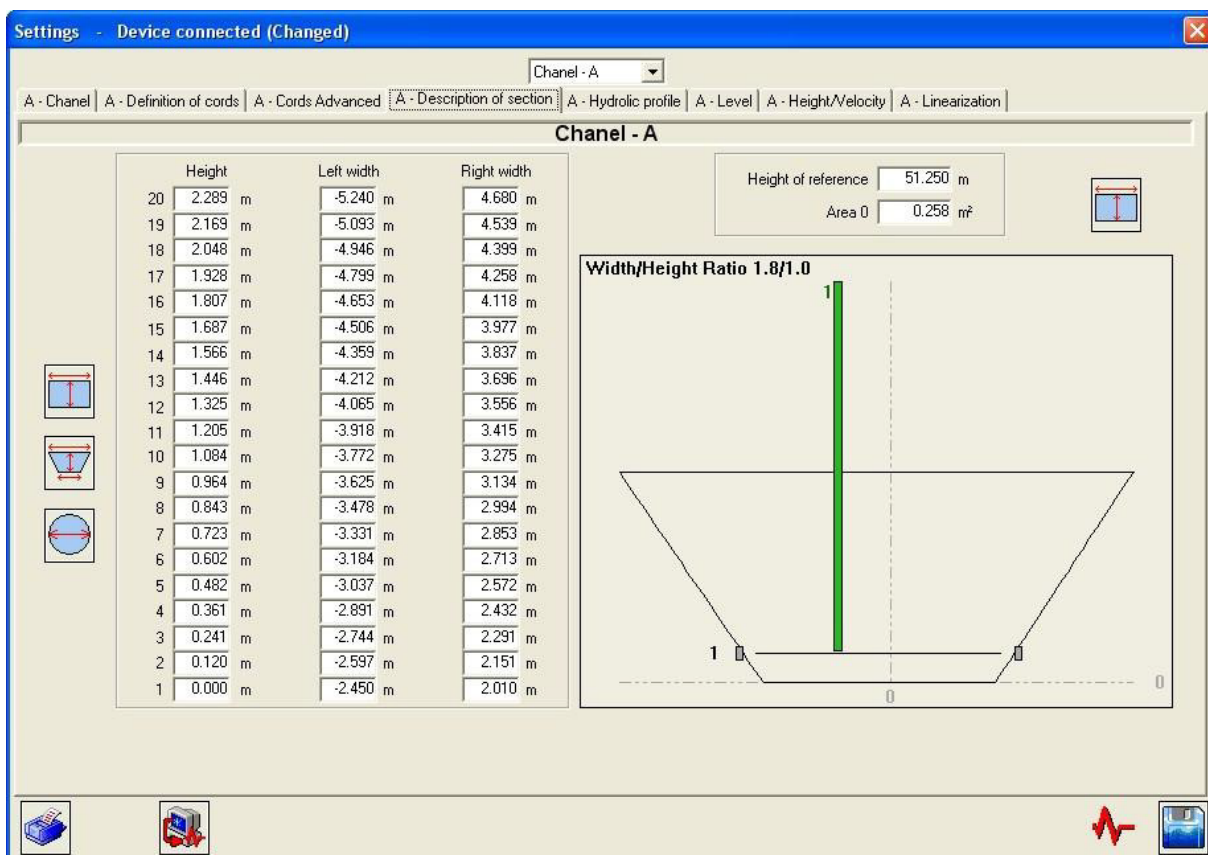 Settings - Device connected (Changed)
Chanel - A
A - Chanel A - Definition of cords A - Cords Advanced A - Description of section A - Hydrolic profile A - Level A - Height/Velocity A - Linearization
Chanel - A
Height Left width Right width
20 2.289 m -5.240 m 4.680 m
19 2.169 m -5.093 m 4.539 m
18 2.048 m -4.946 m 4.399 m
17 1.928 m -4.799 m 4.258 m
16 1.807 m -4.653 m 4.118 m
15 1.687 m -4.506 m 3.977 m
14 1.566 m -4.359 m 3.837 m
13 1.446 m -4.212 m 3.696 m
12 1.325 m -4.065 m 3.556 m
11 1.205 m -3.918 m 3.415 m
10 1.084 m -3.772 m 3.275 m
9 0.964 m -3.625 m 3.134 m
8 0.843 m -3.478 m 2.994 m
7 0.723 m -3.331 m 2.853 m
6 0.602 m -3.184 m 2.713 m
5 0.482 m -3.037 m 2.572 m
4 0.361 m -2.891 m 2.432 m
3 0.241 m -2.744 m 2.291 m
2 0.120 m -2.597 m 2.151 m
1 0.000 m -2.450 m 2.010 m
Height of reference 51.250 m
Area 0 0.258 m²
Width/Height Ratio 1.8/1.0
1
1
0
0